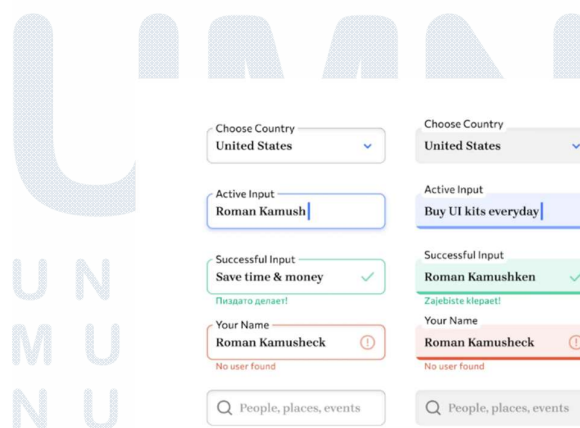 UMN
Choose Country
United States
Active Input
Roman Kamush
Successful Input
Save time & money
Пиздато делает!
Your Name
Roman Kamusheck
No user found
People, places, events
Choose Country
United States
Active Input
Buy UI kits everyday
Successful Input
Roman Kamushken
Zajebiste klepaet!
Your Name
Roman Kamusheck
No user found
People, places, events
U N
M U
N U